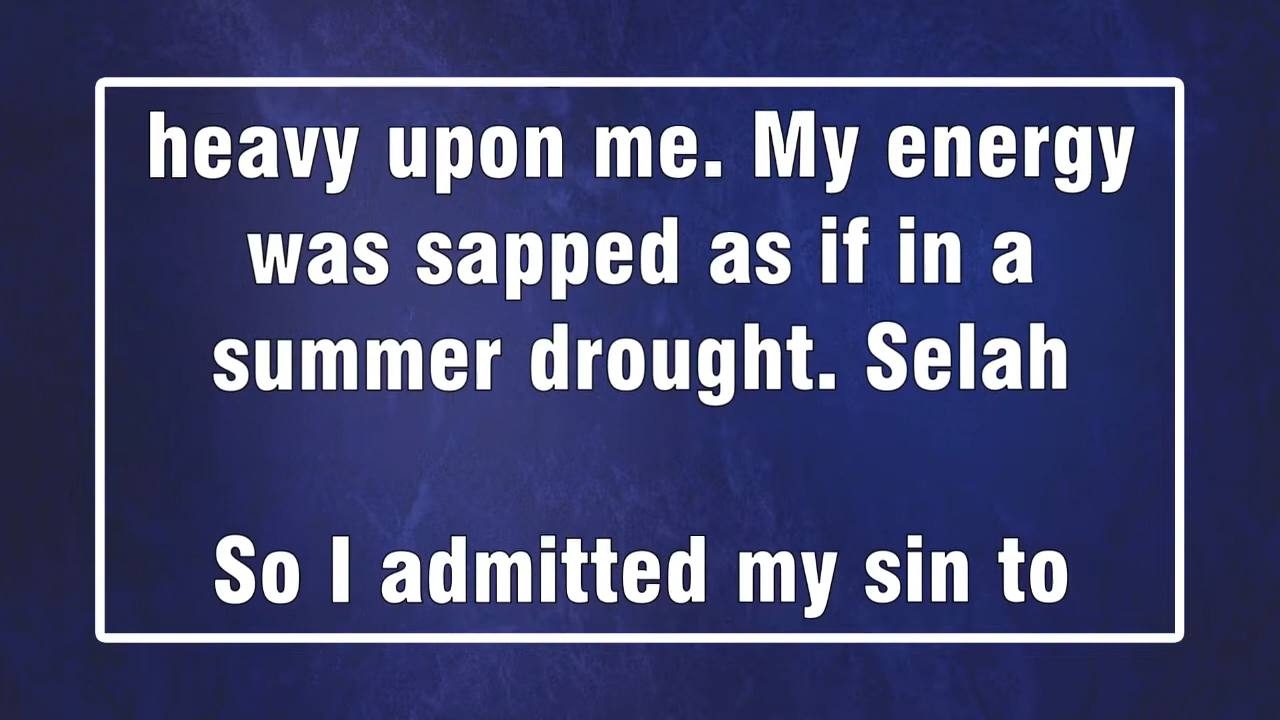 heavy upon me. My energy
was sapped as if in a
summer drought. Selah
So I admitted my sin to